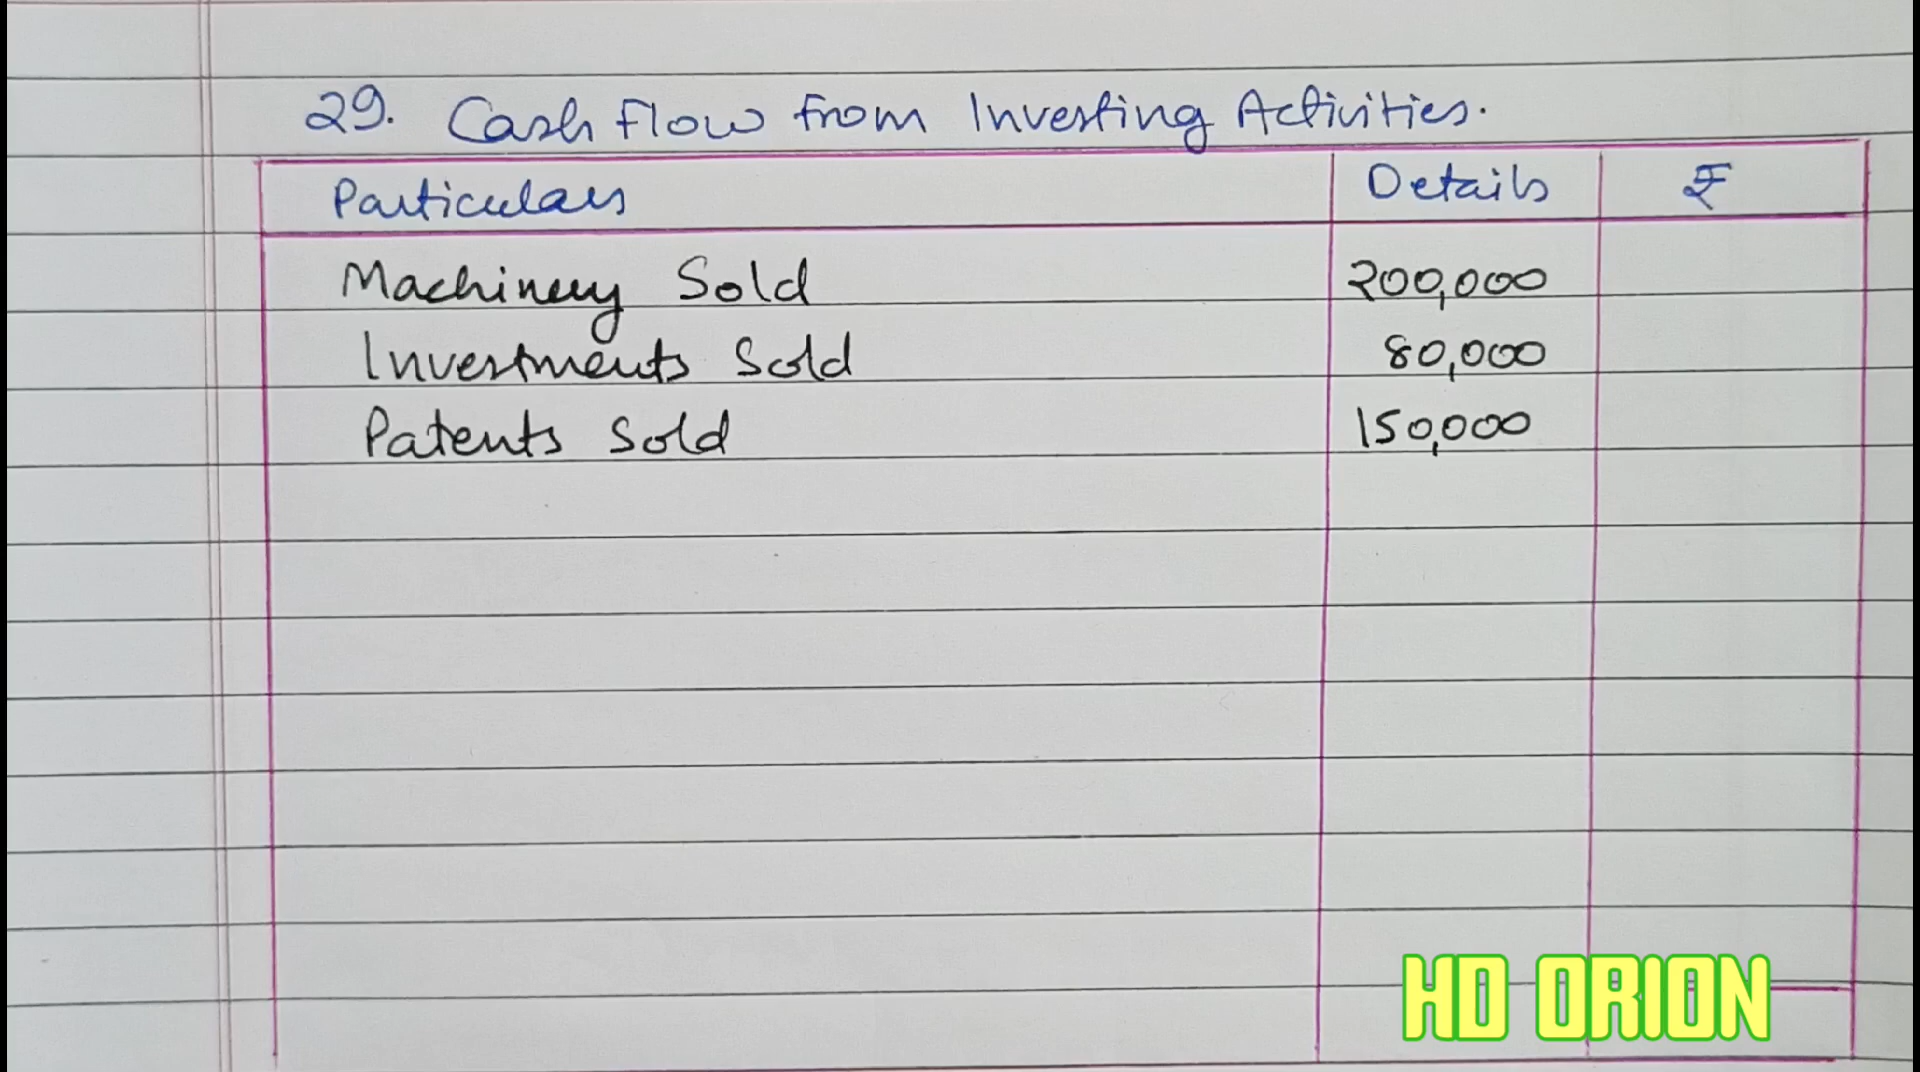 29. Cash Flow from Investing Activities.
Particulars Details ₹
Machinery Sold 200,000
Investments Sold 80,000
Patents Sold 150,000
HD ORION